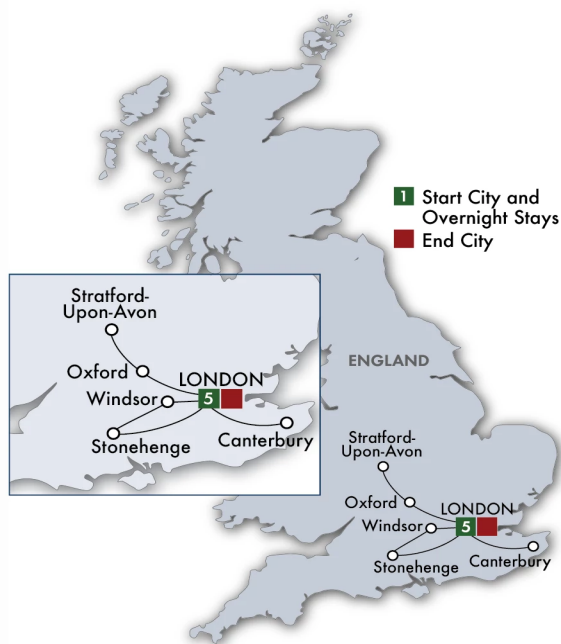 1 Start City and
Overnight Stays
End City
Stratford-
Upon-Avon
Oxford
LONDON
Windsor
5
Stonehenge
Canterbury
ENGLAND
Stratford-
Upon-Avon
Oxford
LONDON
Windsor
5
Stonehenge
Canterbury